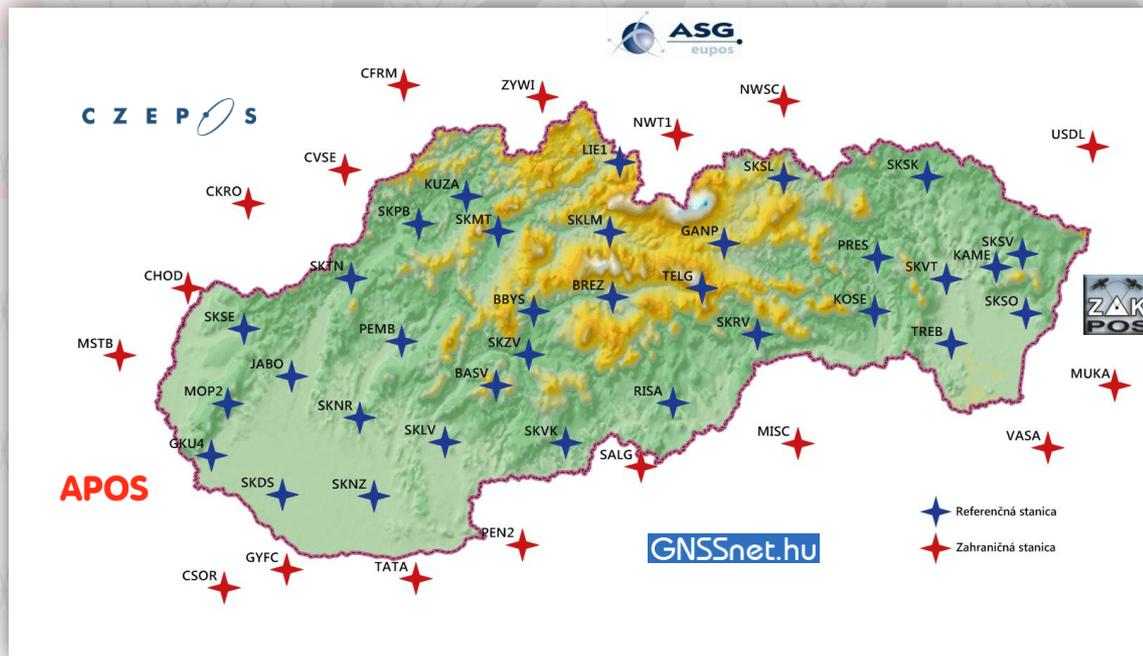 ASG
eupos
CZEPOS
CFRM
ZYWI
NWSC
NWT1
USDL
LIE1
CVSE
SKSL
SKSK
CKRO
KUZA
SKPB
SKMT
SKLM
GANP
PRES
SKSV
KAME
SKVT
SKTN
CHOD
TELG
BREZ
BBYS
KOSE
SKSO
ZAK
POS
SKSE
PEMB
SKRV
TREB
MSTB
SKZV
JABO
BASV
MUKA
MOP2
RISA
SKNR
SKLV
SKVK
MISC
VASA
GKU4
SALG
APOS
SKDS
SKNZ
Referenčná stanica
Zahraničná stanica
PEN2
GNSSnet.hu
GYFC
TATA
CSOR